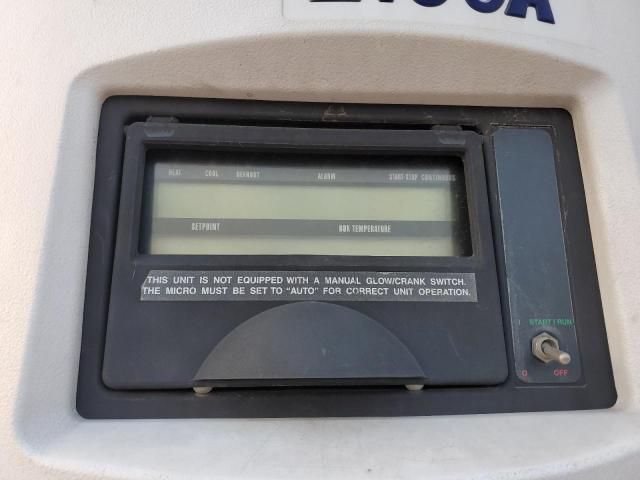 HEAT COOL DEFROST ALARM START-STOP CONTINUOUS
SETPOINT BOX TEMPERATURE
THIS UNIT IS NOT EQUIPPED WITH A MANUAL GLOW/CRANK SWITCH.
THE MICRO MUST BE SET TO "AUTO" FOR CORRECT UNIT OPERATION.
I START / RUN
O OFF